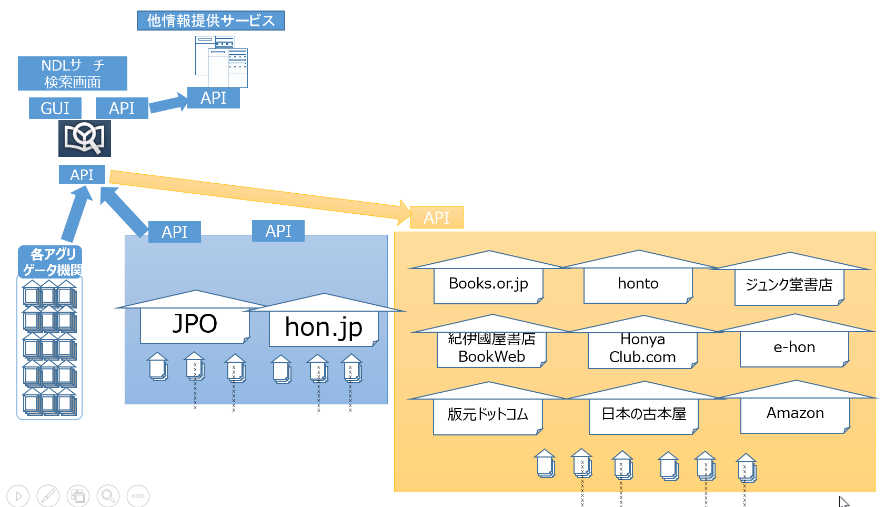 他情報提供サービス
NDLサーチ
検索画面
GUI
API
API
API
API
API
API
各アグリ
ゲータ機関
JPO
hon.jp
Books.or.jp
honto
ジュンク堂書店
紀伊國屋書店
BookWeb
Honya
Club.com
e-hon
版元ドットコム
日本の古本屋
Amazon